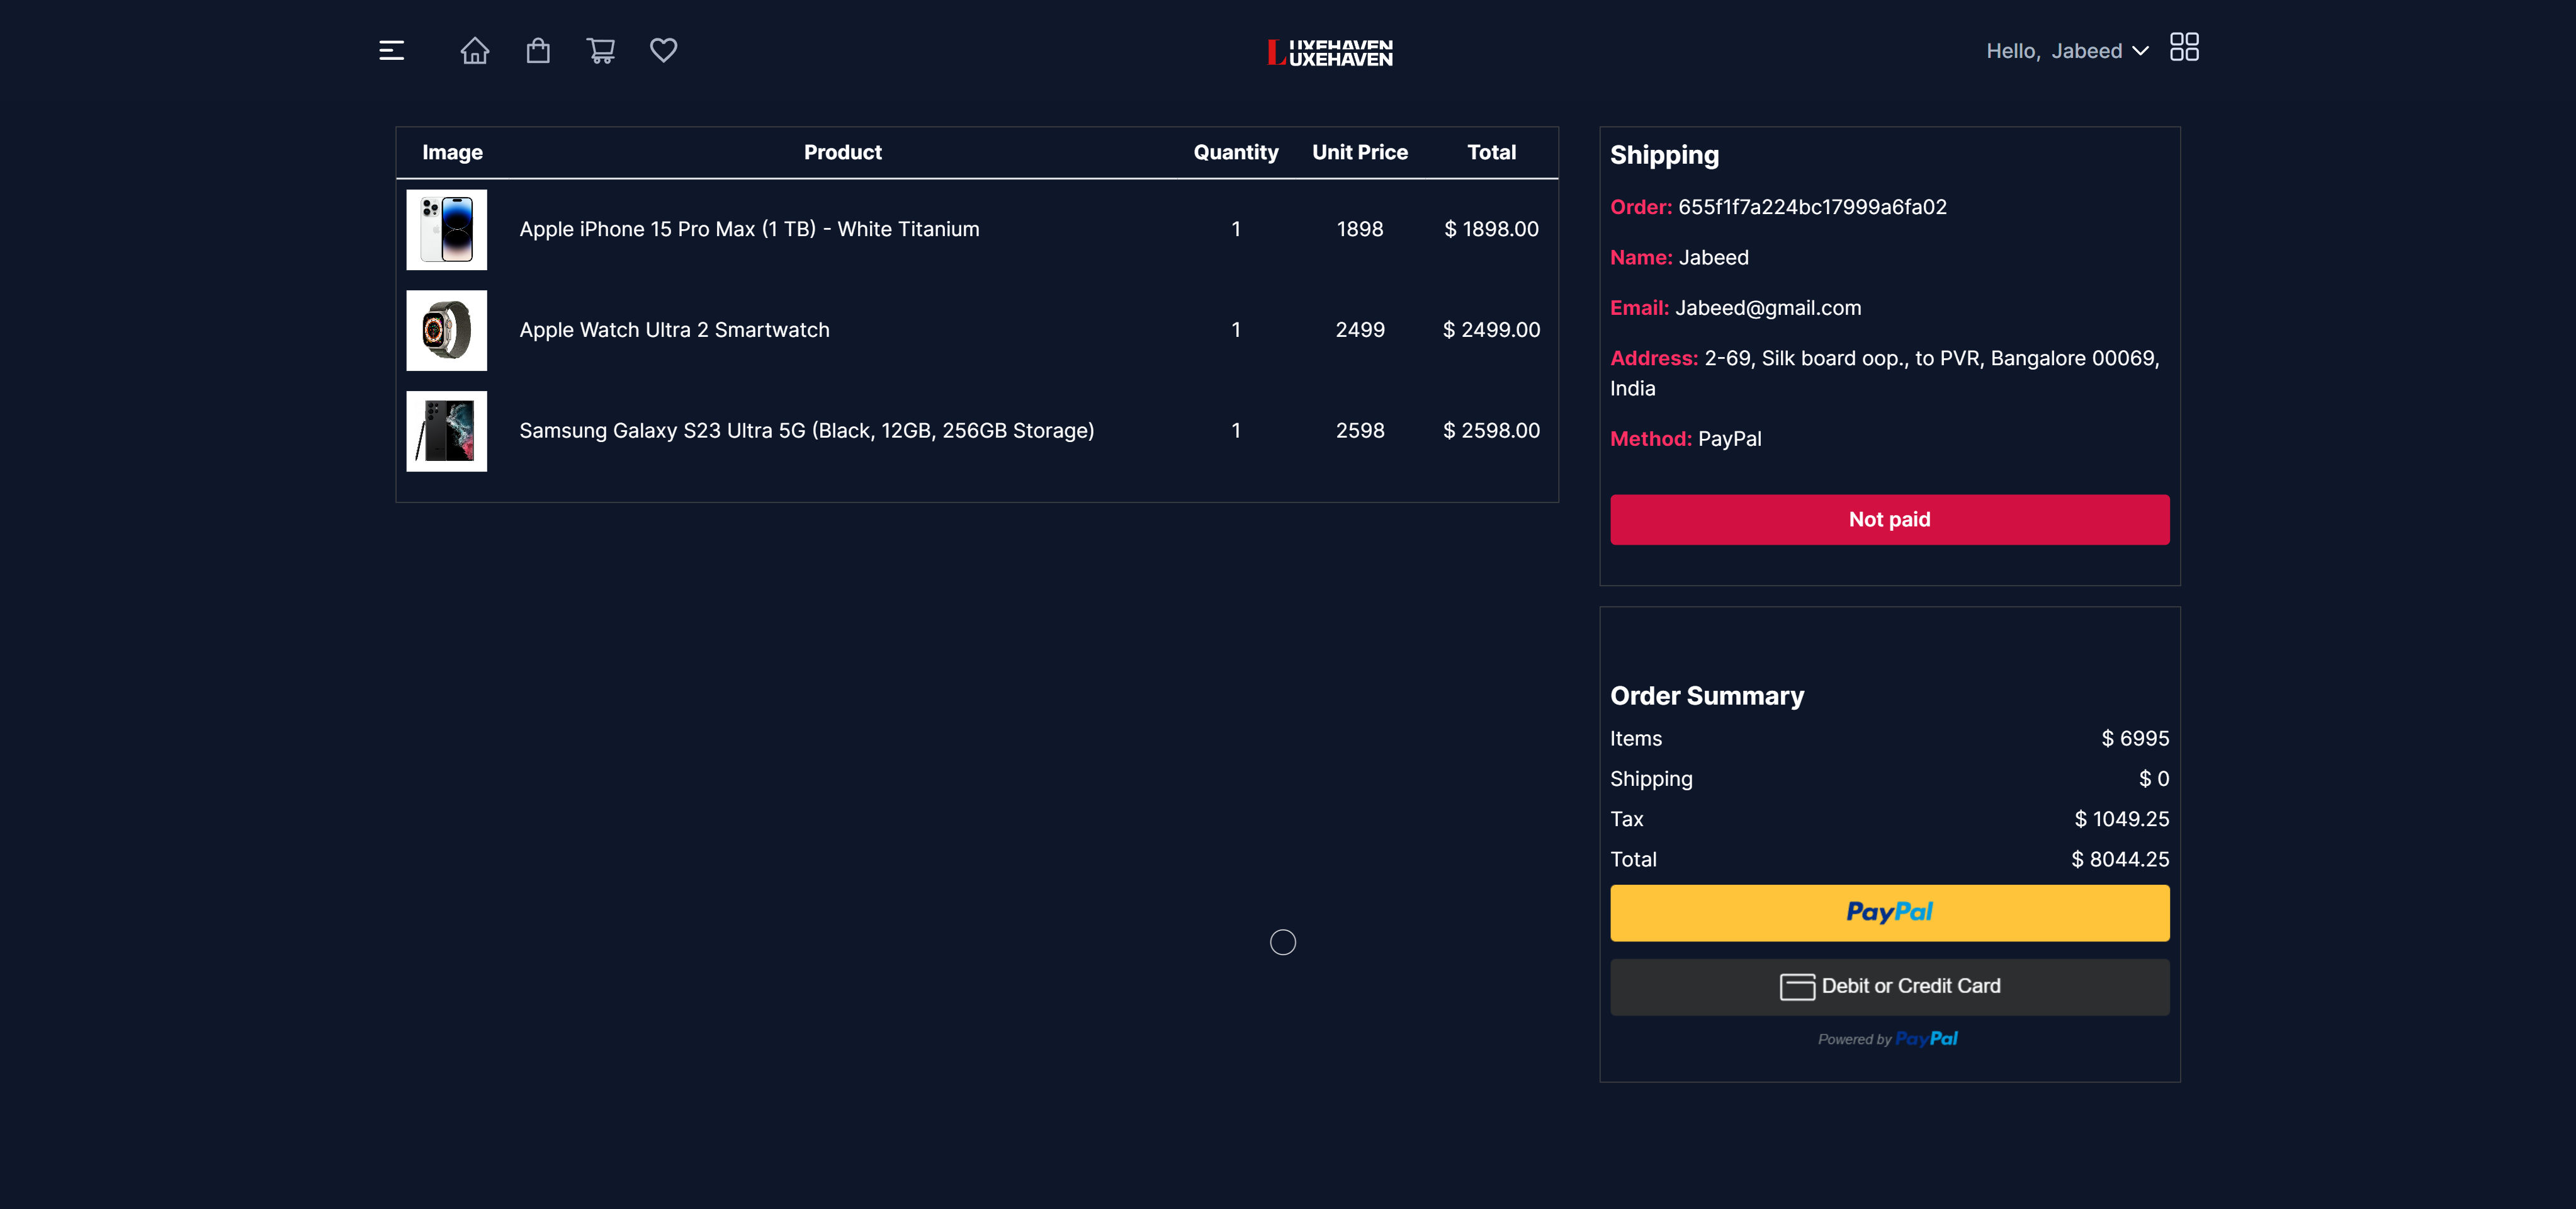 LUXEHAVEN
Hello, Jabeed
Image Product Quantity Unit Price Total
Apple iPhone 15 Pro Max (1 TB) - White Titanium 1 1898 $ 1898.00
Apple Watch Ultra 2 Smartwatch 1 2499 $ 2499.00
Samsung Galaxy S23 Ultra 5G (Black, 12GB, 256GB Storage) 1 2598 $ 2598.00
Shipping
Order: 655f1f7a224bc17999a6fa02
Name: Jabeed
Email: Jabeed@gmail.com
Address: 2-69, Silk board oop., to PVR, Bangalore 00069,
India
Method: PayPal
Not paid
Order Summary
Items $ 6995
Shipping $ 0
Tax $ 1049.25
Total $ 8044.25
PayPal
Debit or Credit Card
Powered by PayPal